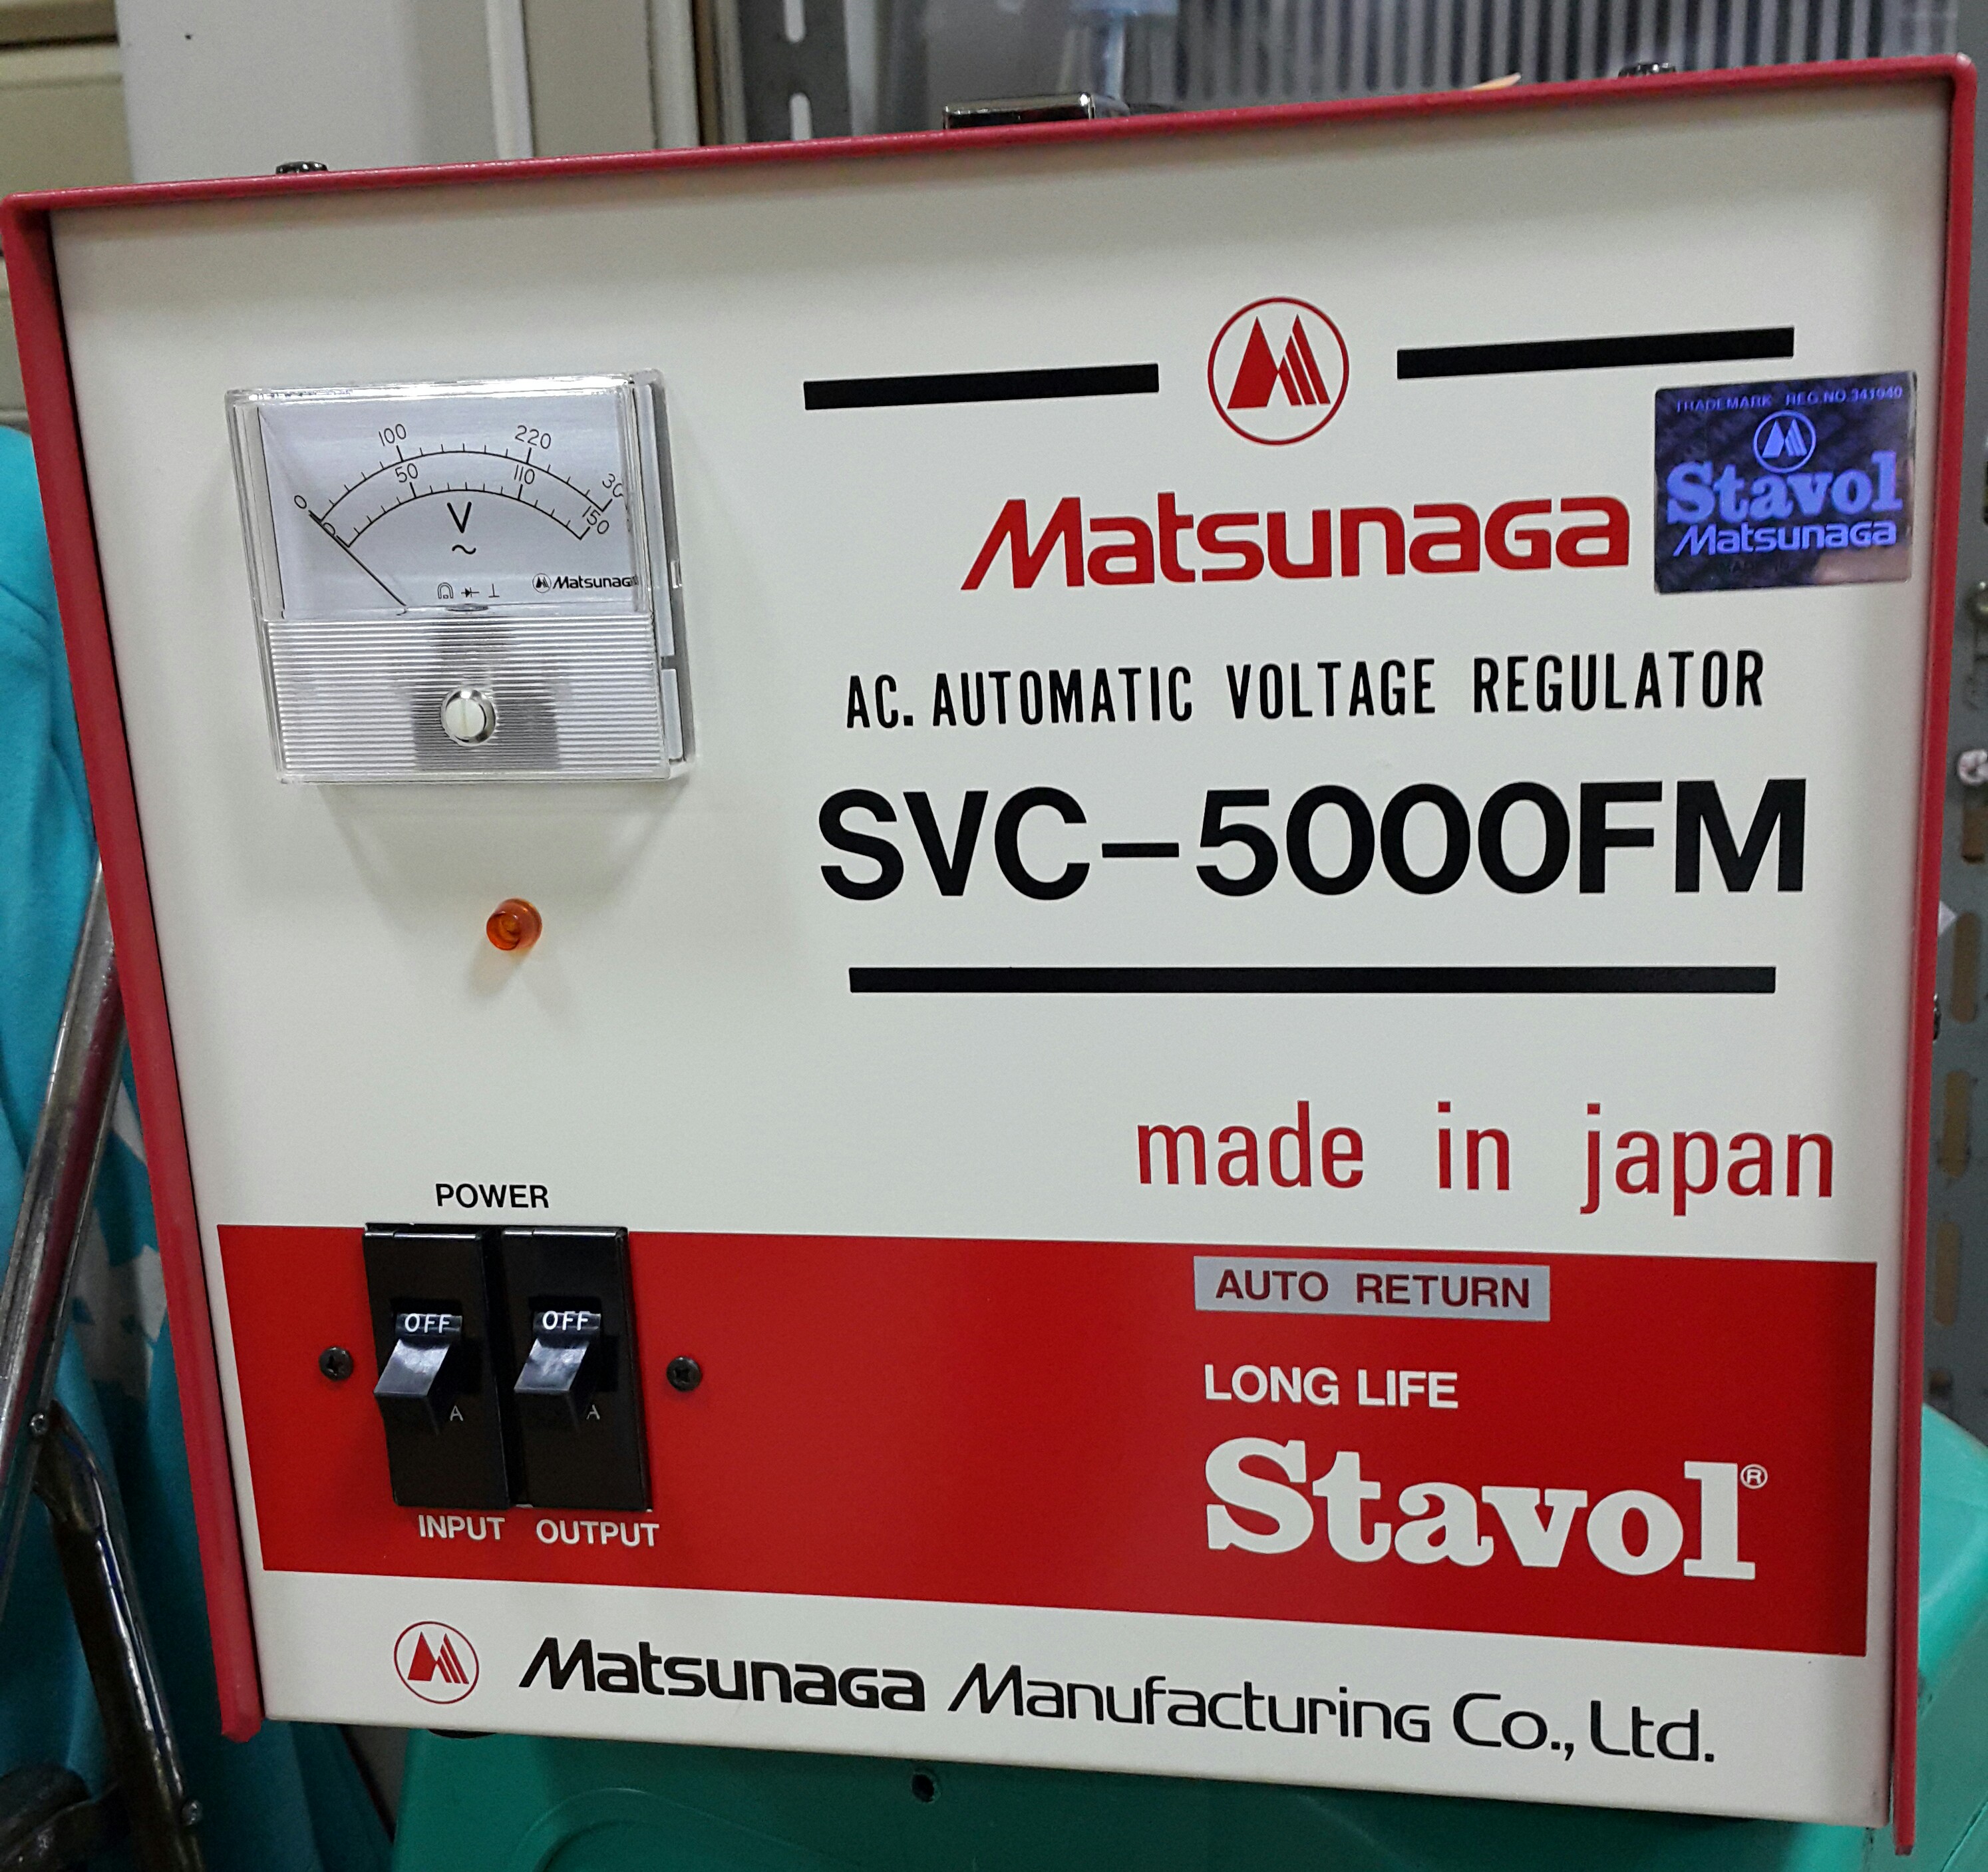 TRADEMARK REG.NO.341940
Stavol
Matsunaga
Matsunaga
AC. AUTOMATIC VOLTAGE REGULATOR
SVC-5000FM
made in japan
0 100 220
0 50 110 150
V
~
Matsunaga
POWER
OFF OFF
A A
INPUT OUTPUT
AUTO RETURN
LONG LIFE
Stavol®
Matsunaga Manufacturing Co., Ltd.